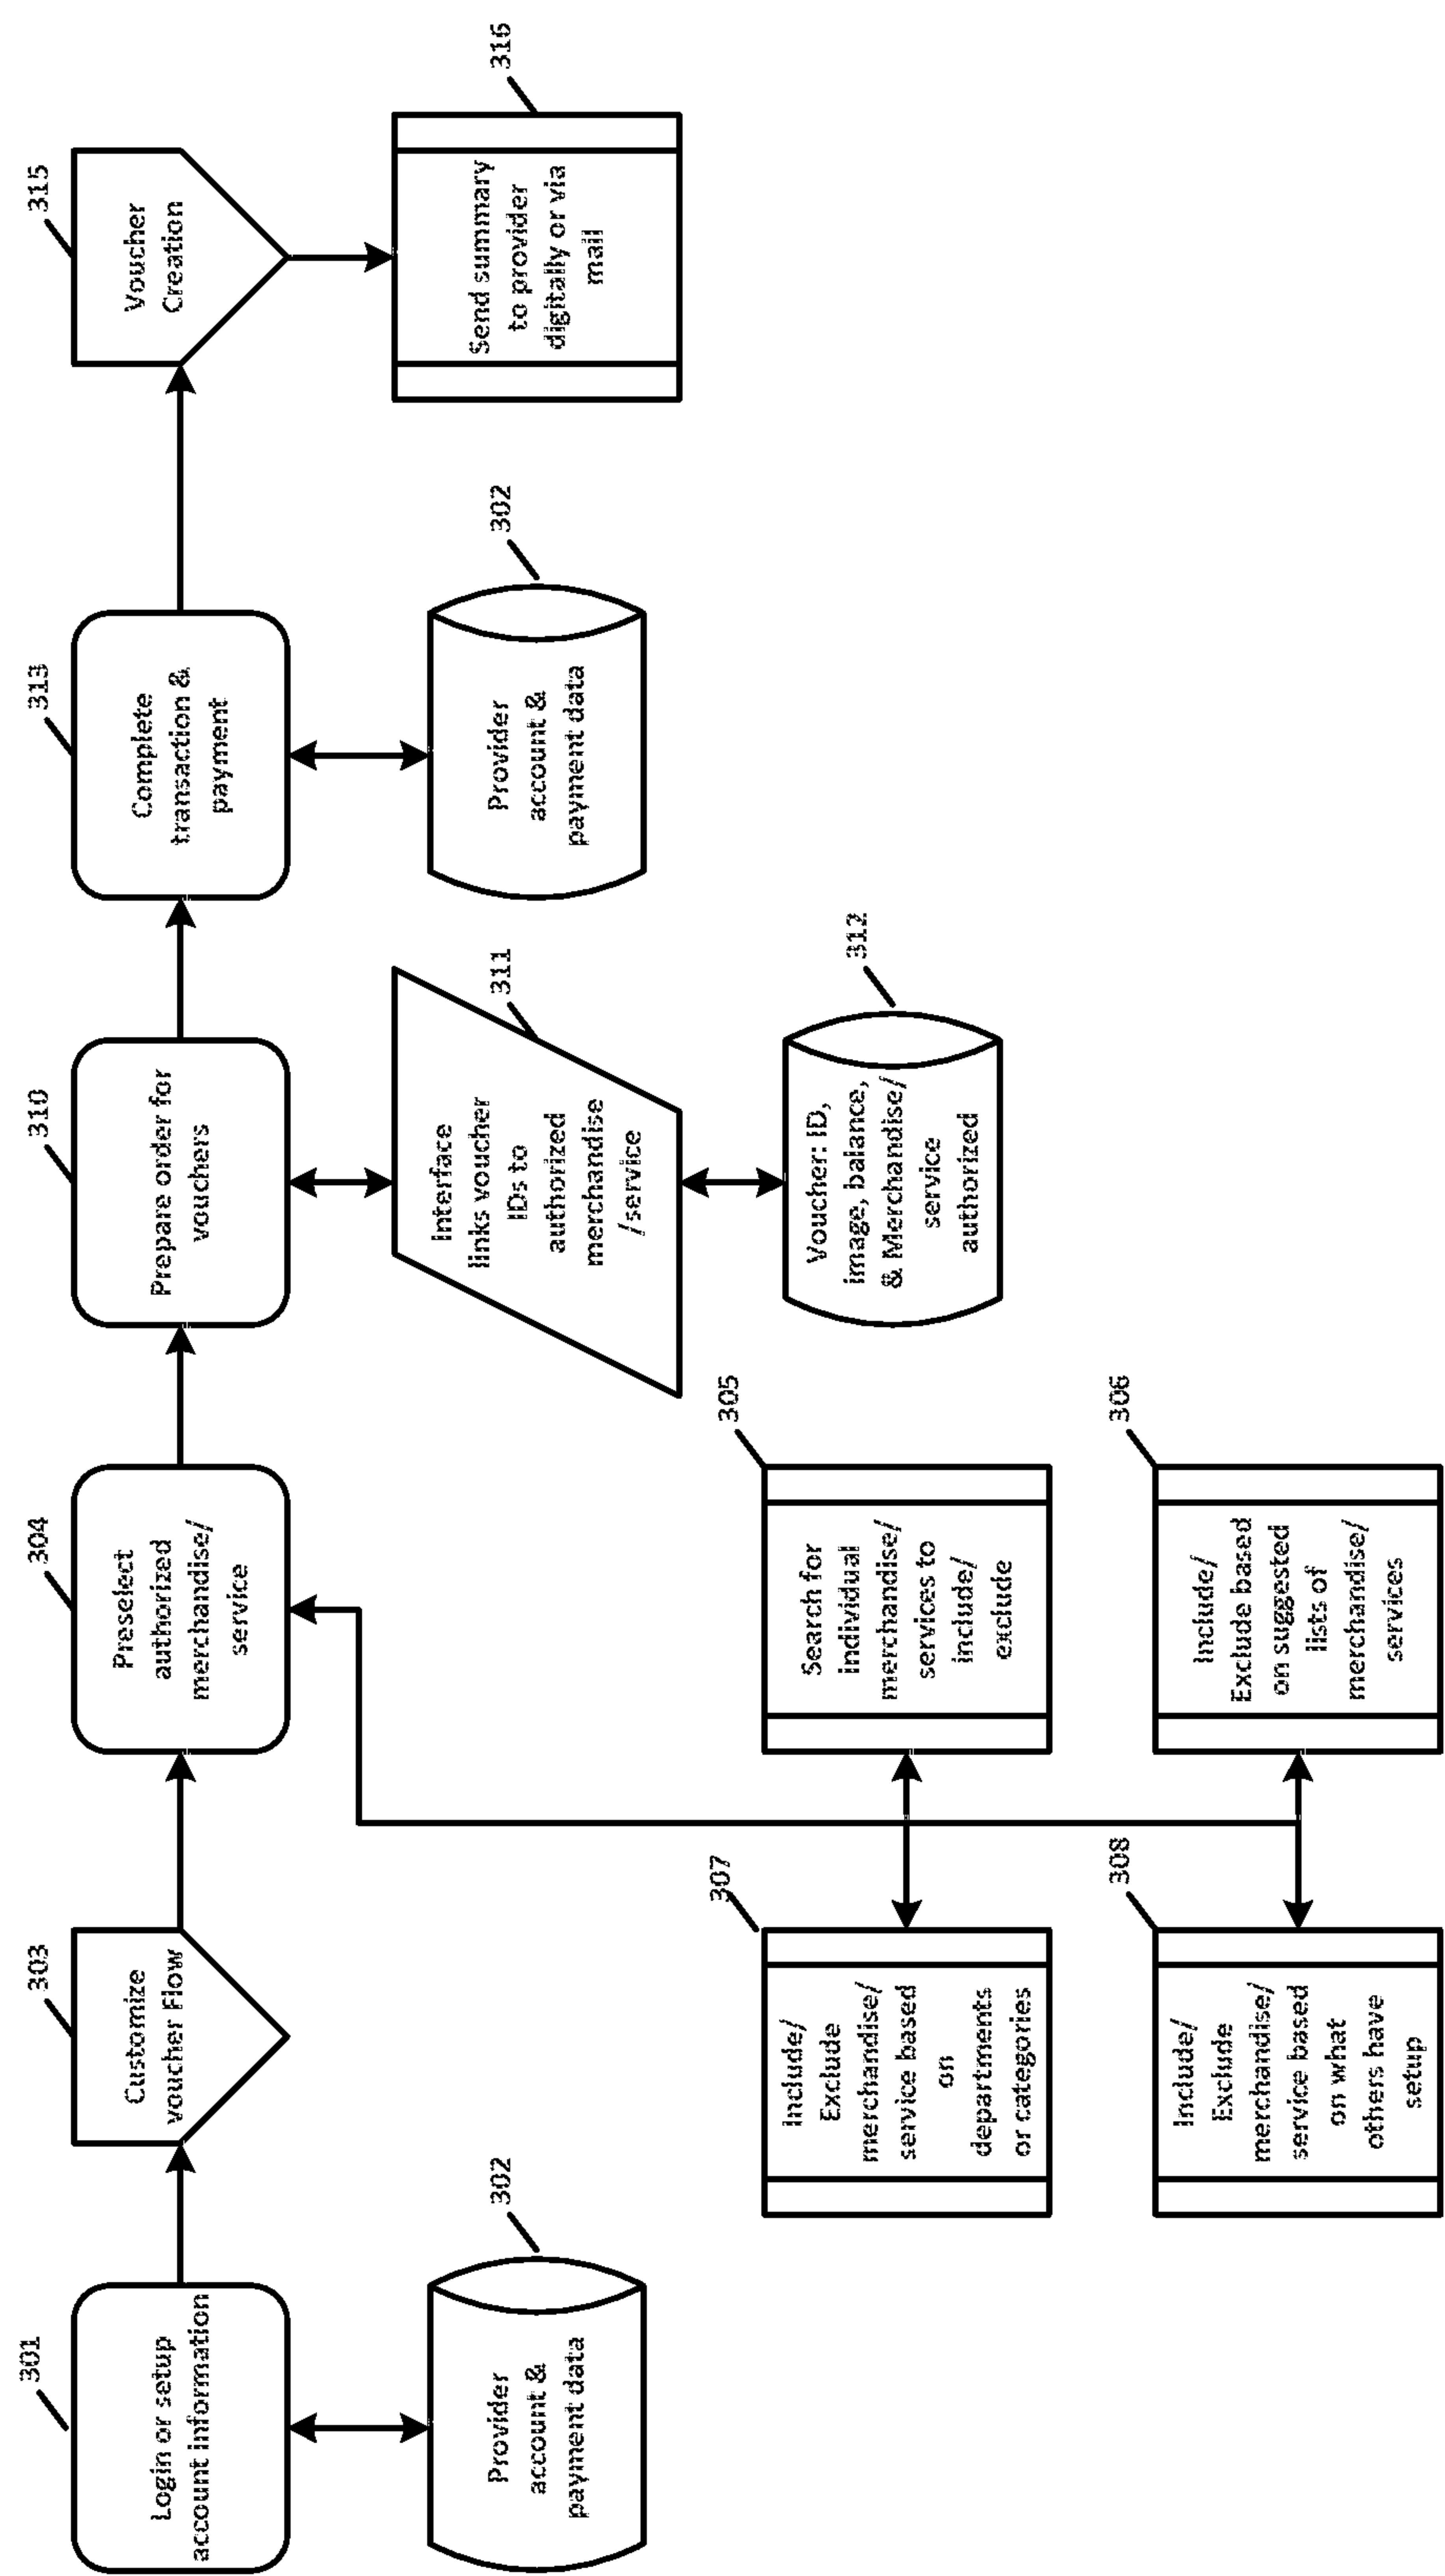 301
Login or setup
account information
302
Provider
account &
payment data
303
Customize
voucher Flow
304
Preselect
authorized
merchandise/
service
307
Include/
Exclude
merchandise/
service based
on
departments
or categories
305
Search for
individual
merchandise/
services to
include/
exclude
308
Include/
Exclude
merchandise/
service based
on what
others have
setup
306
Include/
Exclude based
on suggested
lists of
merchandise/
services
310
Prepare order for
vouchers
311
Interface
links voucher
IDs to
authorized
merchandise
/service
312
Voucher: ID,
image, balance,
& Merchandise/
service
authorized
313
Complete
transaction &
payment
302
Provider
account &
payment data
315
Voucher
Creation
316
Send summary
to provider
digitally or via
mail